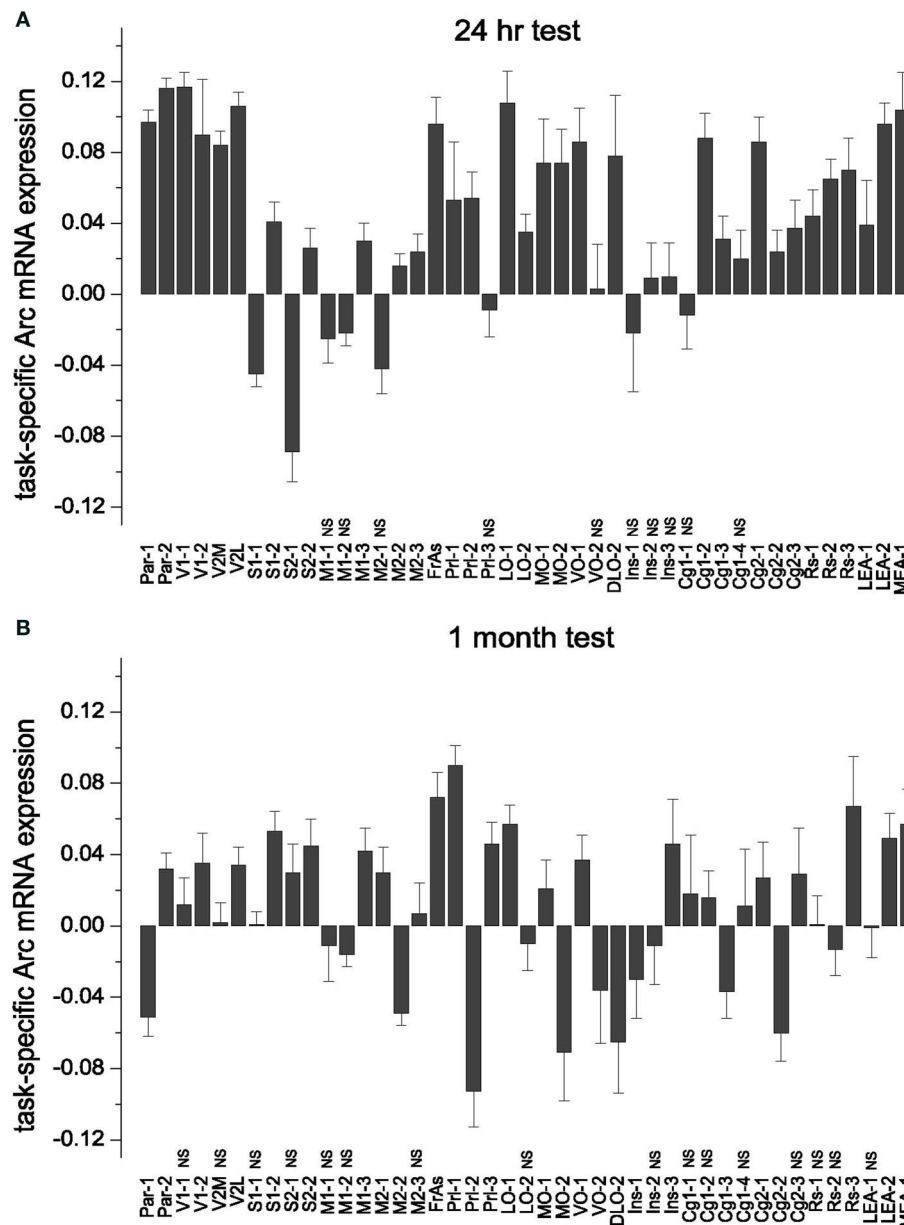 A
24 hr test
task-specific Arc mRNA expression
0.12
0.08
0.04
0.00
-0.04
-0.08
-0.12
Par-1
Par-2
V1-1
V1-2
V2M
V2L
S1-1
S1-2
S2-1
S2-2
M1-1 NS
M1-2 NS
M1-3
M2-1 NS
M2-2
M2-3
FrAs
Prl-1
Prl-2
Prl-3 NS
LO-1
LO-2
MO-1
MO-2
VO-1
VO-2 NS
DLO-2
Ins-1 NS
Ins-2 NS
Ins-3 NS
Cg1-1 NS
Cg1-2
Cg1-3
Cg1-4 NS
Cg2-1
Cg2-2
Cg2-3
Rs-1
Rs-2
Rs-3
LEA-1
LEA-2
MEA-1
B
1 month test
task-specific Arc mRNA expression
0.12
0.08
0.04
0.00
-0.04
-0.08
-0.12
Par-1
Par-2
V1-1 NS
V1-2
V2M NS
V2L
S1-1 NS
S1-2
S2-1 NS
S2-2
M1-1 NS
M1-2 NS
M1-3
M2-1
M2-2
M2-3 NS
FrAs
Prl-1
Prl-2
Prl-3
LO-1
LO-2 NS
MO-1
MO-2
VO-1
VO-2
DLO-2
Ins-1
Ins-2 NS
Ins-3
Cg1-1 NS
Cg1-2 NS
Cg1-3
Cg1-4 NS
Cg2-1
Cg2-2
Cg2-3 NS
Rs-1 NS
Rs-2 NS
Rs-3
LEA-1 NS
LEA-2
MEA-1